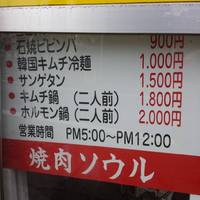 石焼ビビンバ 900円
韓国キムチ冷麺 1.000円
サンゲタン 1.500円
キムチ鍋（二人前） 1.800円
ホルモン鍋（二人前） 2.000円
営業時間 PM5:00〜PM12:00
焼肉ソウル